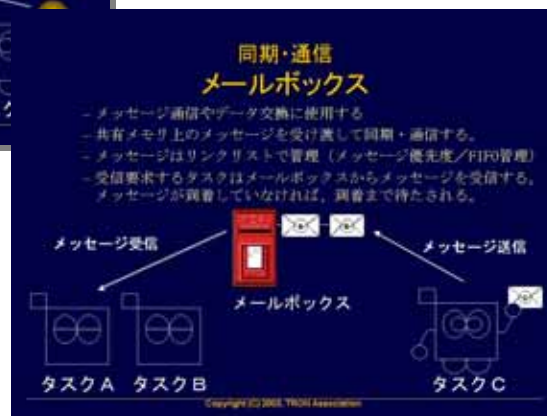 同期・通信
メールボックス
– メッセージ通信やデータ交換に使用する
– 共有メモリ上のメッセージを受け渡して同期・通信する。
– メッセージはリンクリストで管理（メッセージ優先度／FIFO管理）
– 受信要求するタスクはメールボックスからメッセージを受信する。
メッセージが到着していなければ、到着まで待たされる。
メッセージ受信
メッセージ送信
メールボックス
タスクA
タスクB
タスクC
Copyright (C) 2003, TRON Association